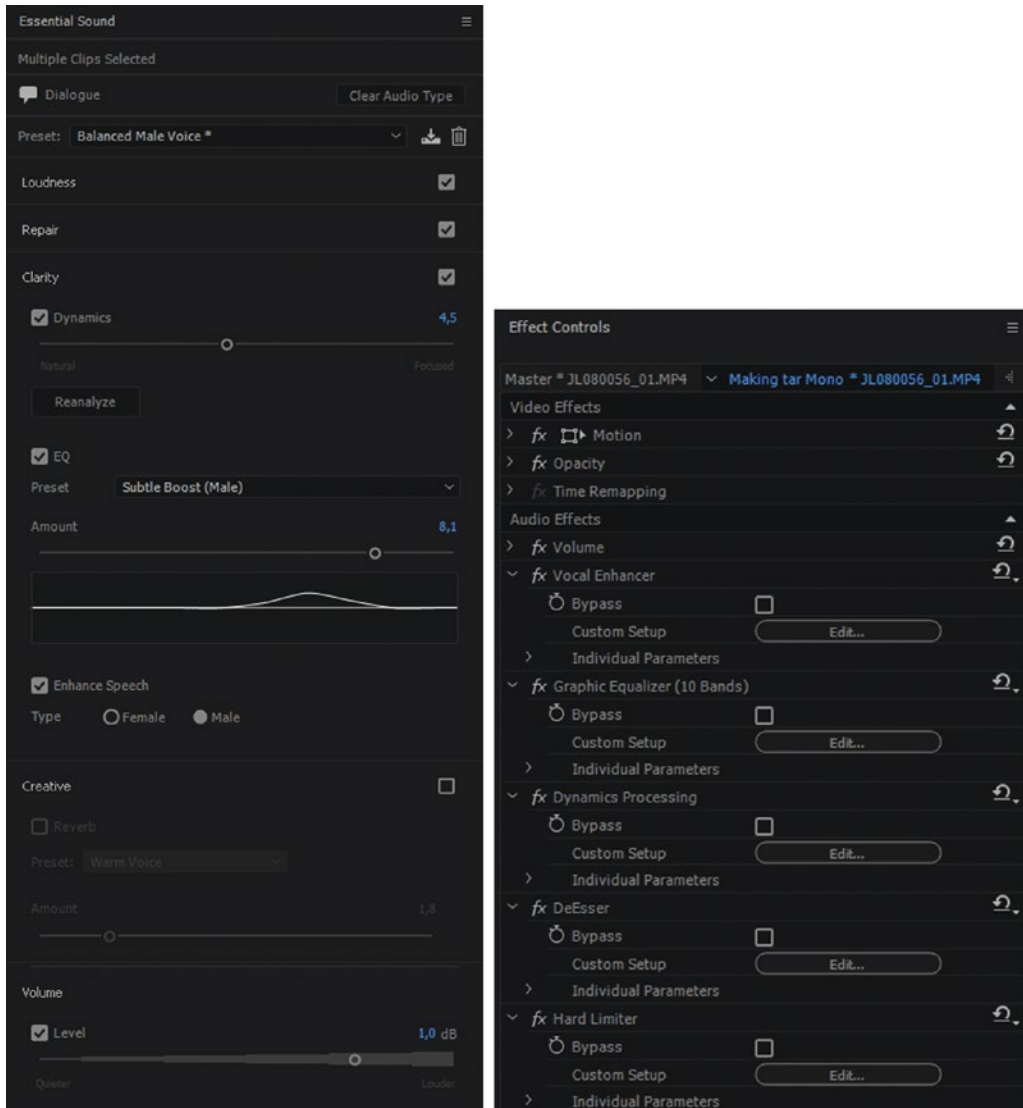 Essential Sound
Multiple Clips Selected
Dialogue Clear Audio Type
Preset: Balanced Male Voice *
Loudness
Repair
Clarity
Dynamics 4,5
Natural Focused
Reanalyze
EQ
Preset Subtle Boost (Male)
Amount 8,1
Enhance Speech
Type Female Male
Creative
Reverb
Preset: Warm Voice
Amount 1,8
Volume
Level 1,0 dB
Quieter Louder
Effect Controls
Master * JL080056_01.MP4 Making tar Mono * JL080056_01.MP4
Video Effects
fx Motion
fx Opacity
fx Time Remapping
Audio Effects
fx Volume
fx Vocal Enhancer
Bypass
Custom Setup Edit...
Individual Parameters
fx Graphic Equalizer (10 Bands)
Bypass
Custom Setup Edit...
Individual Parameters
fx Dynamics Processing
Bypass
Custom Setup Edit...
Individual Parameters
fx DeEsser
Bypass
Custom Setup Edit...
Individual Parameters
fx Hard Limiter
Bypass
Custom Setup Edit...
Individual Parameters